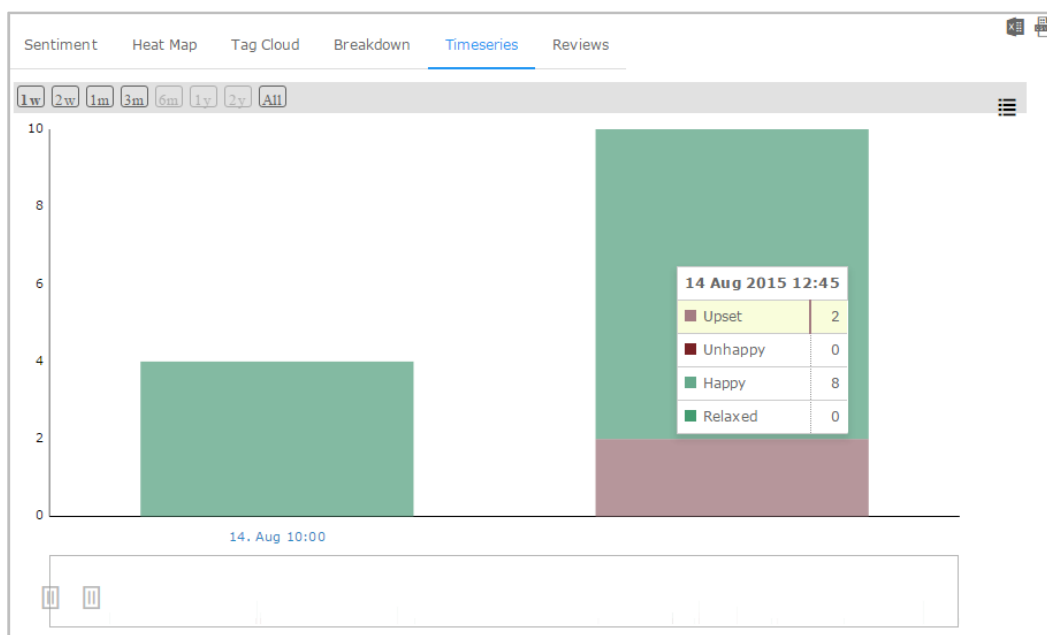 Sentiment Heat Map Tag Cloud Breakdown Timeseries Reviews
1w 2w 1m 3m 6m 1y 2y All
10
8
6
4
2
0
14 Aug 2015 12:45
Upset 2
Unhappy 0
Happy 8
Relaxed 0
14. Aug 10:00